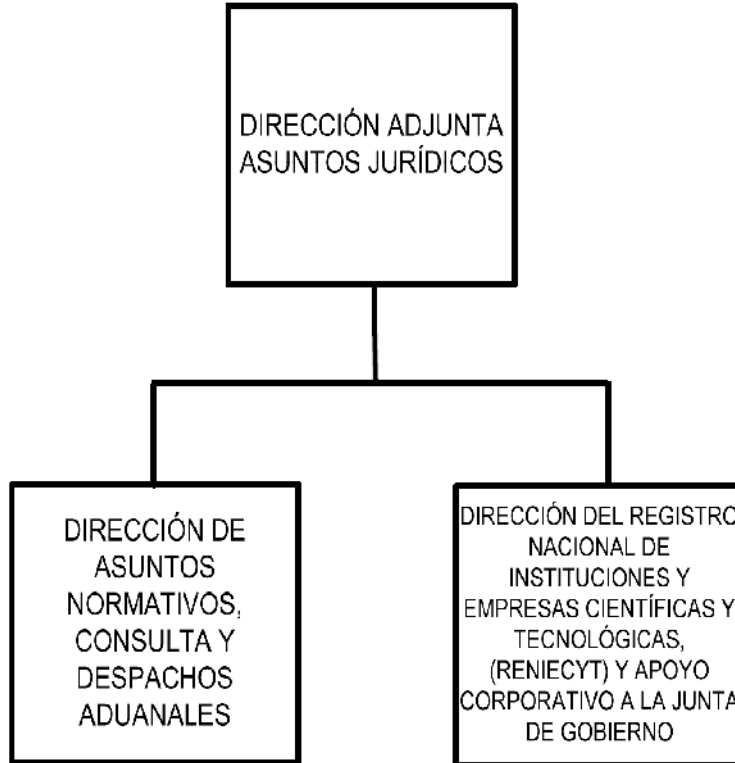 DIRECCIÓN ADJUNTA
ASUNTOS JURÍDICOS
DIRECCIÓN DE
ASUNTOS
NORMATIVOS,
CONSULTA Y
DESPACHOS
ADUANALES
DIRECCIÓN DEL REGISTRO
NACIONAL DE
INSTITUCIONES Y
EMPRESAS CIENTÍFICAS Y
TECNOLÓGICAS,
(RENIECYT) Y APOYO
CORPORATIVO A LA JUNTA
DE GOBIERNO